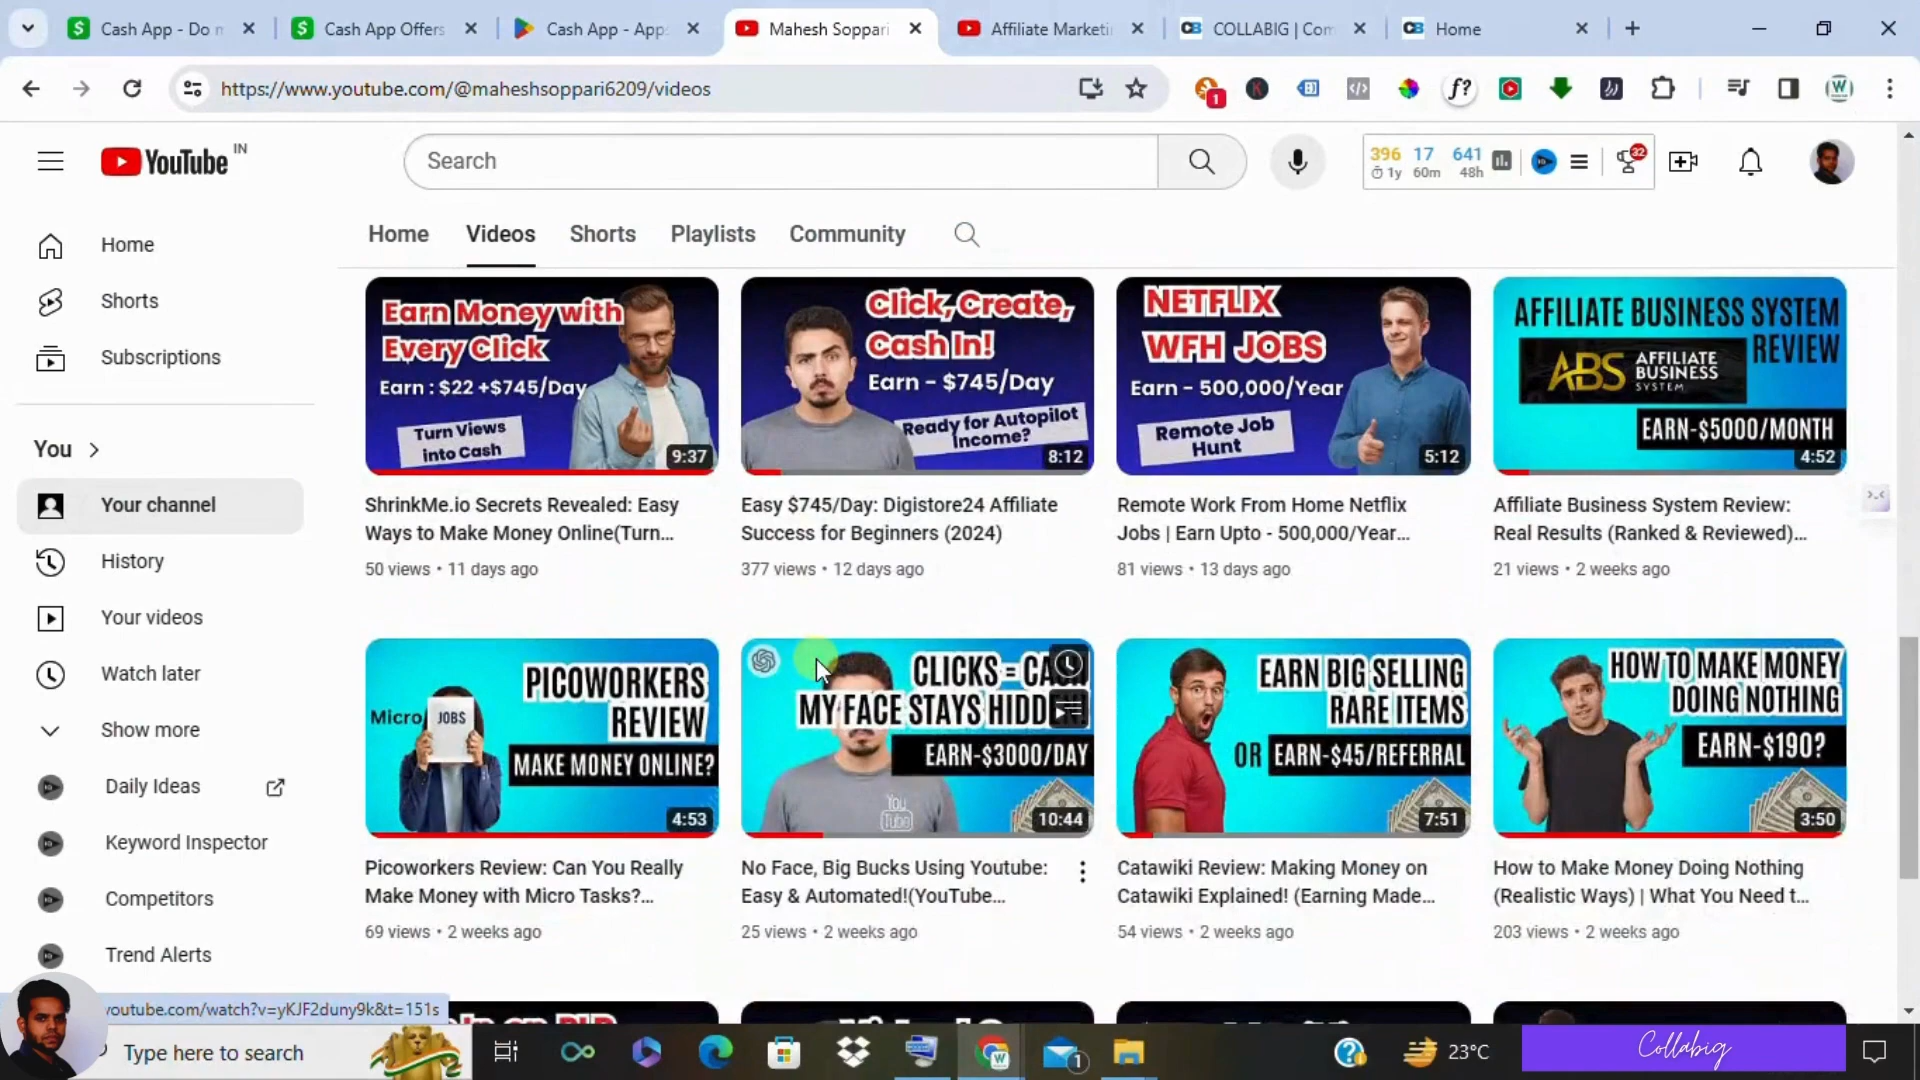 Cash App - Do n
Cash App Offers
Cash App - Apps
Mahesh Soppari
Affiliate Marketi
COLLABIG | Com
Home
https://www.youtube.com/@maheshsoppari6209/videos
1
YouTube IN
Search
396 17 641
1y 60m 48h
32
Home
Shorts
Subscriptions
You
Your channel
History
Your videos
Watch later
Show more
Daily Ideas
Keyword Inspector
Competitors
Trend Alerts
Home Videos Shorts Playlists Community
Earn Money with
Every Click
Earn : $22 +$745/Day
Turn Views
into Cash
9:37
ShrinkMe.io Secrets Revealed: Easy
Ways to Make Money Online(Turn...
50 views • 11 days ago
Click, Create,
Cash In!
Earn - $745/Day
Ready for Autopilot
Income?
8:12
Easy $745/Day: Digistore24 Affiliate
Success for Beginners (2024)
377 views • 12 days ago
NETFLIX
WFH JOBS
Earn - 500,000/Year
Remote Job
Hunt
5:12
Remote Work From Home Netflix
Jobs | Earn Upto - 500,000/Year...
81 views • 13 days ago
AFFILIATE BUSINESS SYSTEM
REVIEW
ABS AFFILIATE
BUSINESS
SYSTEM
EARN-$5000/MONTH
4:52
Affiliate Business System Review:
Real Results (Ranked & Reviewed)...
21 views • 2 weeks ago
Micro JOBS
PICOWORKERS
REVIEW
MAKE MONEY ONLINE?
4:53
Picoworkers Review: Can You Really
Make Money with Micro Tasks?...
69 views • 2 weeks ago
CLICKS = CASH
MY FACE STAYS HIDDEN!
EARN-$3000/DAY
You
Tube
10:44
No Face, Big Bucks Using Youtube:
Easy & Automated!(YouTube...
25 views • 2 weeks ago
EARN BIG SELLING
RARE ITEMS
OR EARN-$45/REFERRAL
7:51
Catawiki Review: Making Money on
Catawiki Explained! (Earning Made...
54 views • 2 weeks ago
HOW TO MAKE MONEY
DOING NOTHING
EARN-$190?
3:50
How to Make Money Doing Nothing
(Realistic Ways) | What You Need t...
203 views • 2 weeks ago
youtube.com/watch?v=yKJF2duny9k&t=151s
Type here to search
1
23°C
Collabig